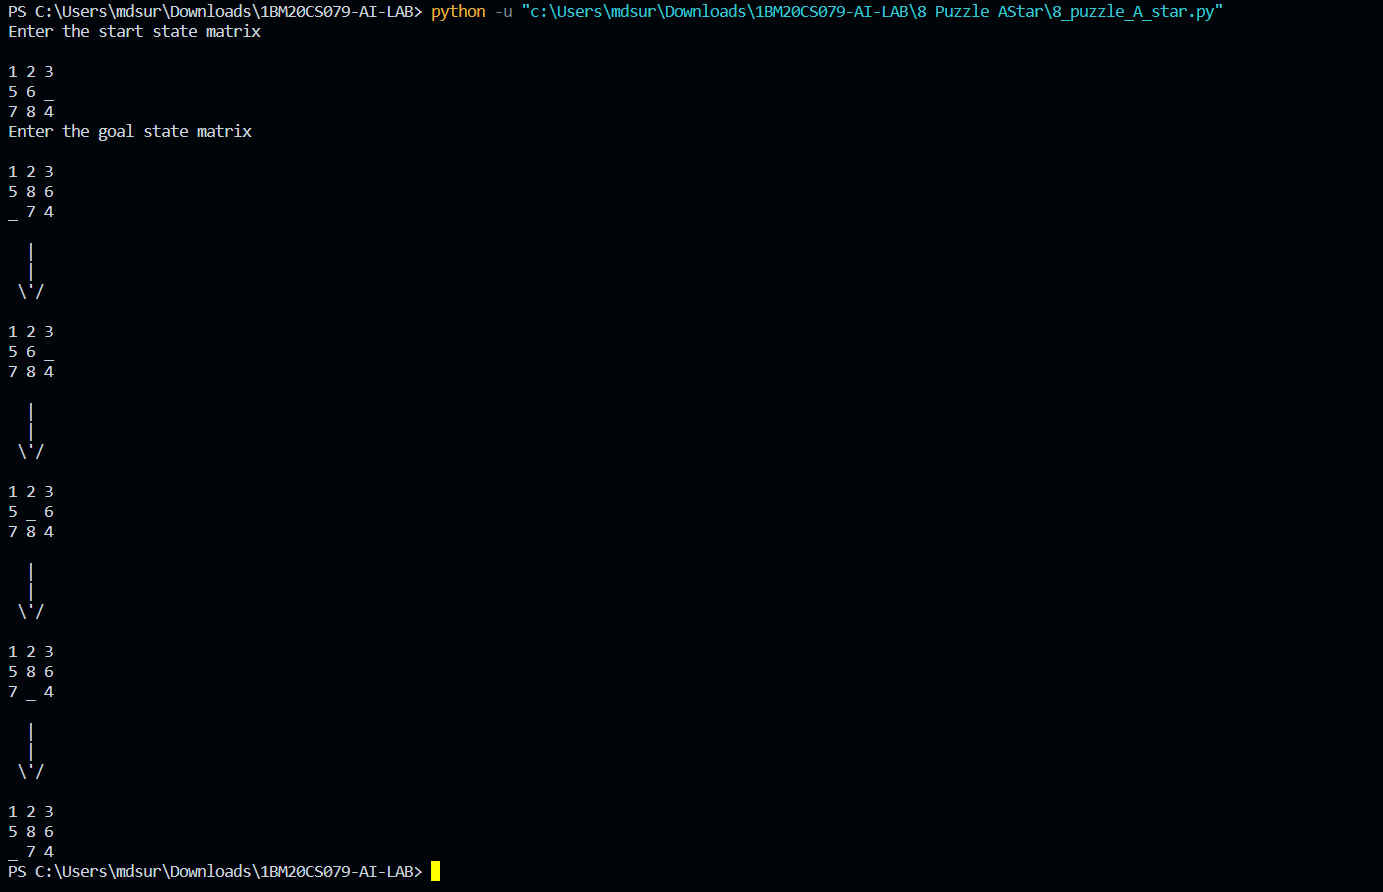 PS C:\Users\mdsur\Downloads\1BM20CS079-AI-LAB> python -u "c:\Users\mdsur\Downloads\1BM20CS079-AI-LAB\8 Puzzle AStar\8_puzzle_A_star.py"
Enter the start state matrix
1 2 3
5 6 _
7 8 4
Enter the goal state matrix
1 2 3
5 8 6
_ 7 4
|
|
\'/
1 2 3
5 6 _
7 8 4
|
|
\'/
1 2 3
5 _ 6
7 8 4
|
|
\'/
1 2 3
5 8 6
7 _ 4
|
|
\'/
1 2 3
5 8 6
_ 7 4
PS C:\Users\mdsur\Downloads\1BM20CS079-AI-LAB>